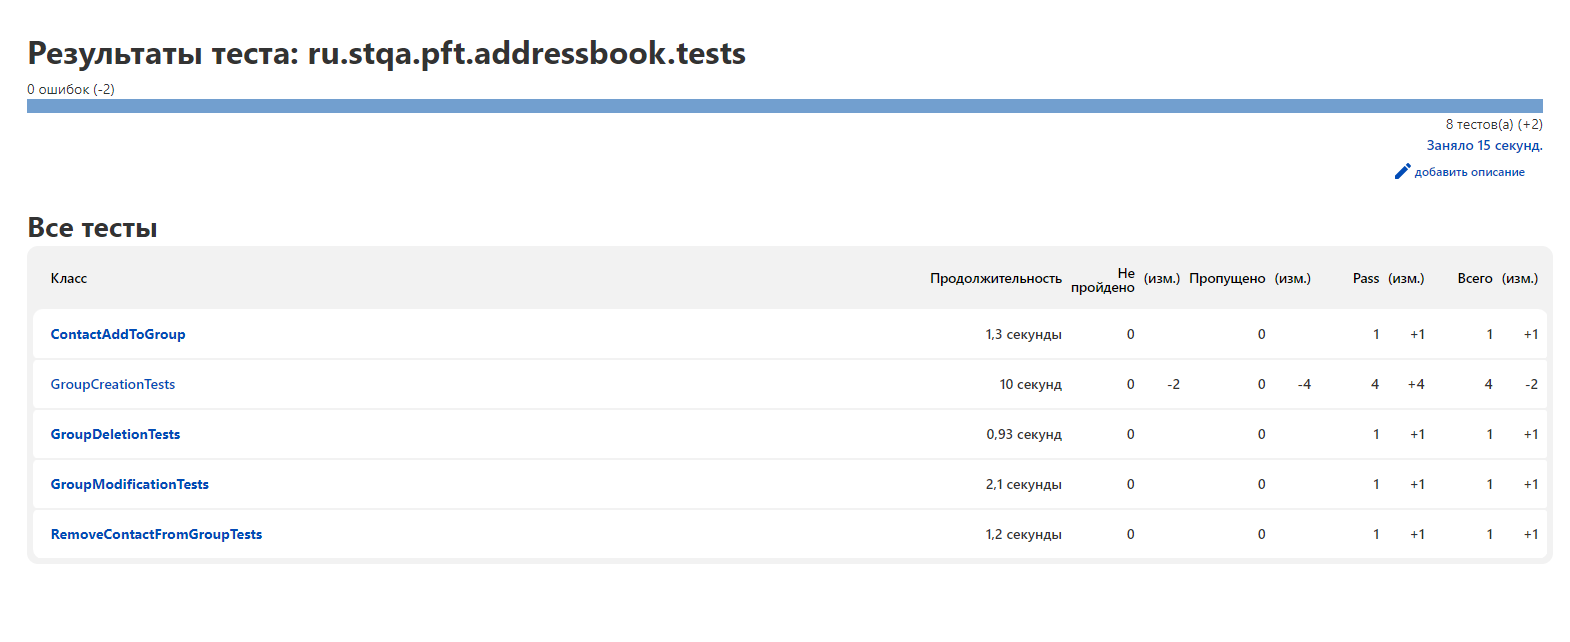 Результаты теста: ru.stqa.pft.addressbook.tests
0 ошибок (-2)
8 тестов(а) (+2)
Заняло 15 секунд.
добавить описание
Все тесты
Класс Продолжительность Не пройдено (изм.) Пропущено (изм.) Pass (изм.) Всего (изм.)
ContactAddToGroup 1,3 секунды 0 0 1 +1 1 +1
GroupCreationTests 10 секунд 0 -2 0 -4 4 +4 4 -2
GroupDeletionTests 0,93 секунд 0 0 1 +1 1 +1
GroupModificationTests 2,1 секунды 0 0 1 +1 1 +1
RemoveContactFromGroupTests 1,2 секунды 0 0 1 +1 1 +1